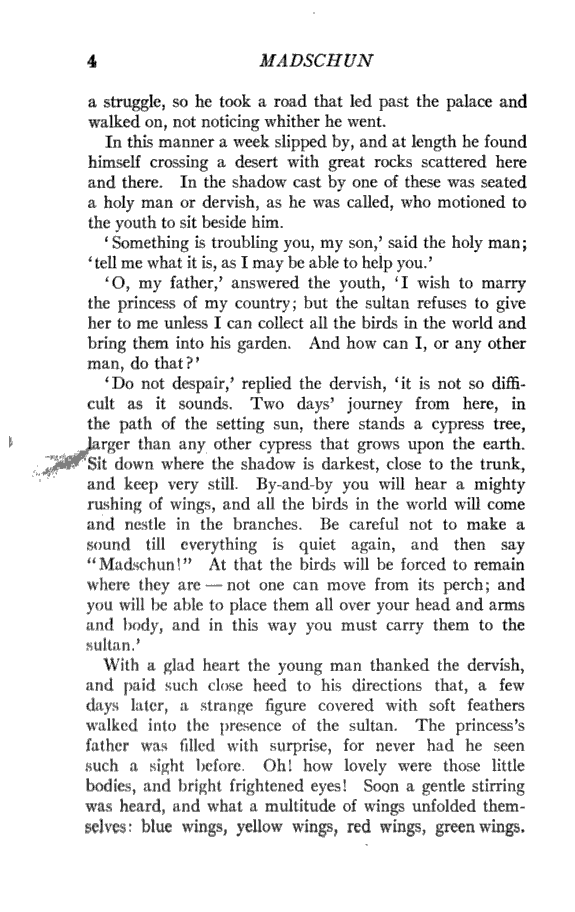 4 MADSCHUN
a struggle, so he took a road that led past the palace and
walked on, not noticing whither he went.
In this manner a week slipped by, and at length he found
himself crossing a desert with great rocks scattered here
and there. In the shadow cast by one of these was seated
a holy man or dervish, as he was called, who motioned to
the youth to sit beside him.
‘Something is troubling you, my son,’ said the holy man;
‘tell me what it is, as I may be able to help you.’
‘O, my father,’ answered the youth, ‘I wish to marry
the princess of my country; but the sultan refuses to give
her to me unless I can collect all the birds in the world and
bring them into his garden. And how can I, or any other
man, do that?’
‘Do not despair,’ replied the dervish, ‘it is not so diffi-
cult as it sounds. Two days’ journey from here, in
the path of the setting sun, there stands a cypress tree,
larger than any other cypress that grows upon the earth.
Sit down where the shadow is darkest, close to the trunk,
and keep very still. By-and-by you will hear a mighty
rushing of wings, and all the birds in the world will come
and nestle in the branches. Be careful not to make a
sound till everything is quiet again, and then say
“Madschun!” At that the birds will be forced to remain
where they are — not one can move from its perch; and
you will be able to place them all over your head and arms
and body, and in this way you must carry them to the
sultan.’
With a glad heart the young man thanked the dervish,
and paid such close heed to his directions that, a few
days later, a strange figure covered with soft feathers
walked into the presence of the sultan. The princess’s
father was filled with surprise, for never had he seen
such a sight before. Oh! how lovely were those little
bodies, and bright frightened eyes! Soon a gentle stirring
was heard, and what a multitude of wings unfolded them-
selves: blue wings, yellow wings, red wings, green wings.